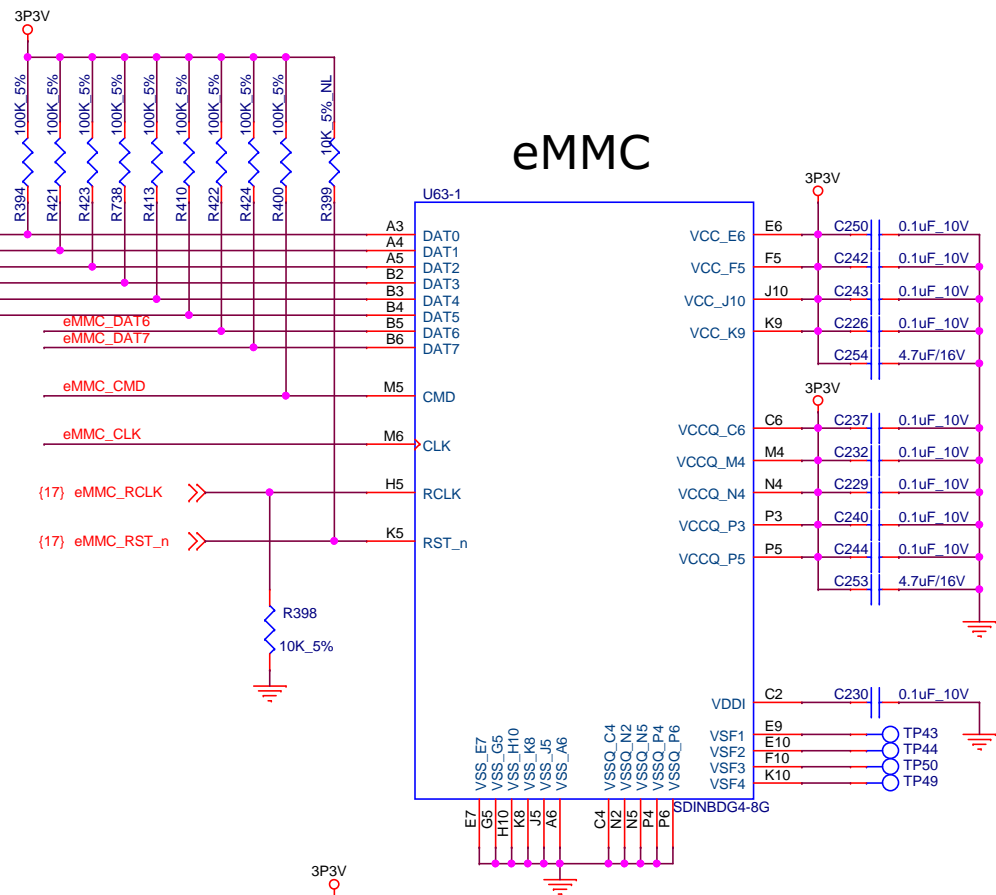 3P3V
100K_5%
100K_5%
100K_5%
100K_5%
100K_5%
100K_5%
100K_5%
100K_5%
100K_5%
10K_5%_NL
R394
R421
R423
R738
R413
R410
R422
R424
R400
R399
eMMC
U63-1
A3 DAT0
A4 DAT1
A5 DAT2
B2 DAT3
B3 DAT4
B4 DAT5
eMMC_DAT6 B5 DAT6
eMMC_DAT7 B6 DAT7
eMMC_CMD M5 CMD
eMMC_CLK M6 CLK
{17} eMMC_RCLK H5 RCLK
{17} eMMC_RST_n K5 RST_n
R398
10K_5%
3P3V
VCC_E6 E6 C250 0.1uF_10V
VCC_F5 F5 C242 0.1uF_10V
VCC_J10 J10 C243 0.1uF_10V
VCC_K9 K9 C226 0.1uF_10V
C254 4.7uF/16V
3P3V
VCCQ_C6 C6 C237 0.1uF_10V
VCCQ_M4 M4 C232 0.1uF_10V
VCCQ_N4 N4 C229 0.1uF_10V
VCCQ_P3 P3 C240 0.1uF_10V
VCCQ_P5 P5 C244 0.1uF_10V
C253 4.7uF/16V
VDDI C2 C230 0.1uF_10V
VSF1 E9 TP43
VSF2 E10 TP44
VSF3 F10 TP50
VSF4 K10 TP49
VSS_E7
VSS_G5
VSS_H10
VSS_K8
VSS_J5
VSS_A6
VSSQ_C4
VSSQ_N2
VSSQ_N5
VSSQ_P4
VSSQ_P6
SDINBDG4-8G
E7
G5
H10
K8
J5
A6
C4
N2
N5
P4
P6
3P3V